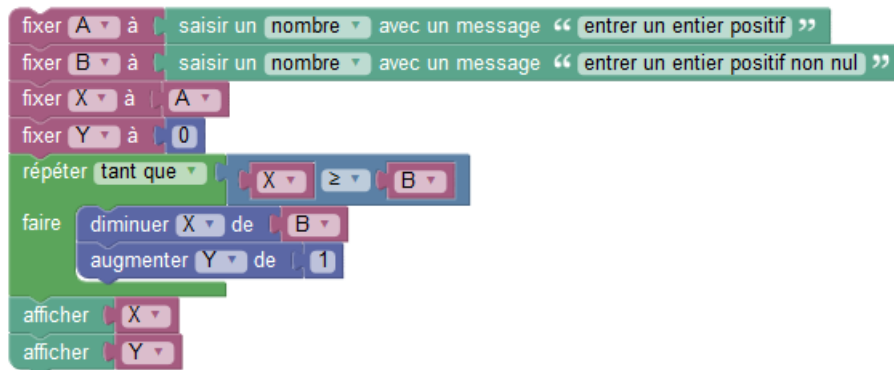 fixer A à saisir un nombre avec un message “ entrer un entier positif ”
fixer B à saisir un nombre avec un message “ entrer un entier positif non nul ”
fixer X à A
fixer Y à 0
répéter tant que X ≥ B
faire diminuer X de B
augmenter Y de 1
afficher X
afficher Y